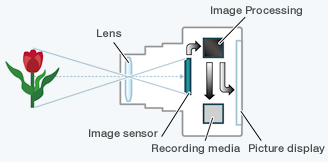 Image Processing
Lens
Image sensor
Recording media
Picture display